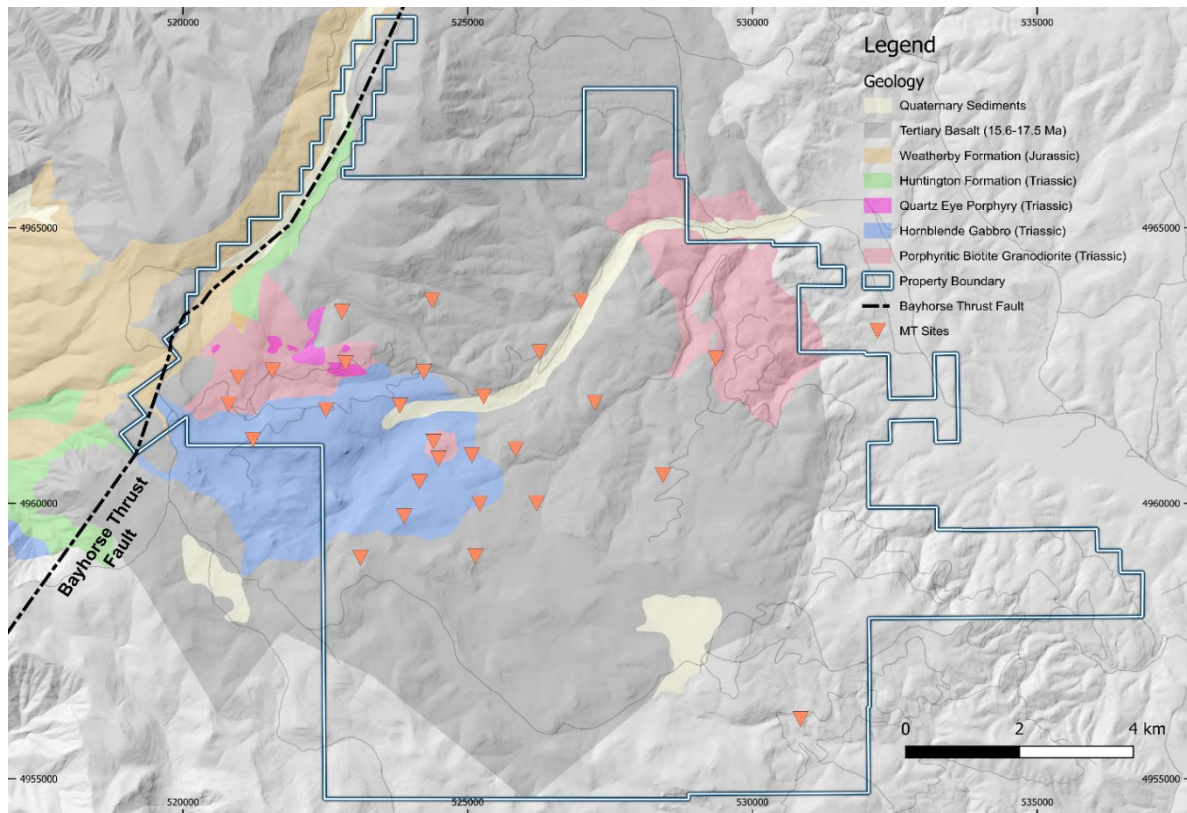 520000
525000
530000
535000
Legend
Geology
Quaternary Sediments
Tertiary Basalt (15.6-17.5 Ma)
Weatherby Formation (Jurassic)
Huntington Formation (Triassic)
Quartz Eye Porphyry (Triassic)
Hornblende Gabbro (Triassic)
Porphyritic Biotite Granodiorite (Triassic)
Property Boundary
Bayhorse Thrust Fault
MT Sites
4965000
4965000
4960000
4960000
Bayhorse Thrust
Fault
0 2 4 km
4955000
4955000
520000
525000
530000
535000